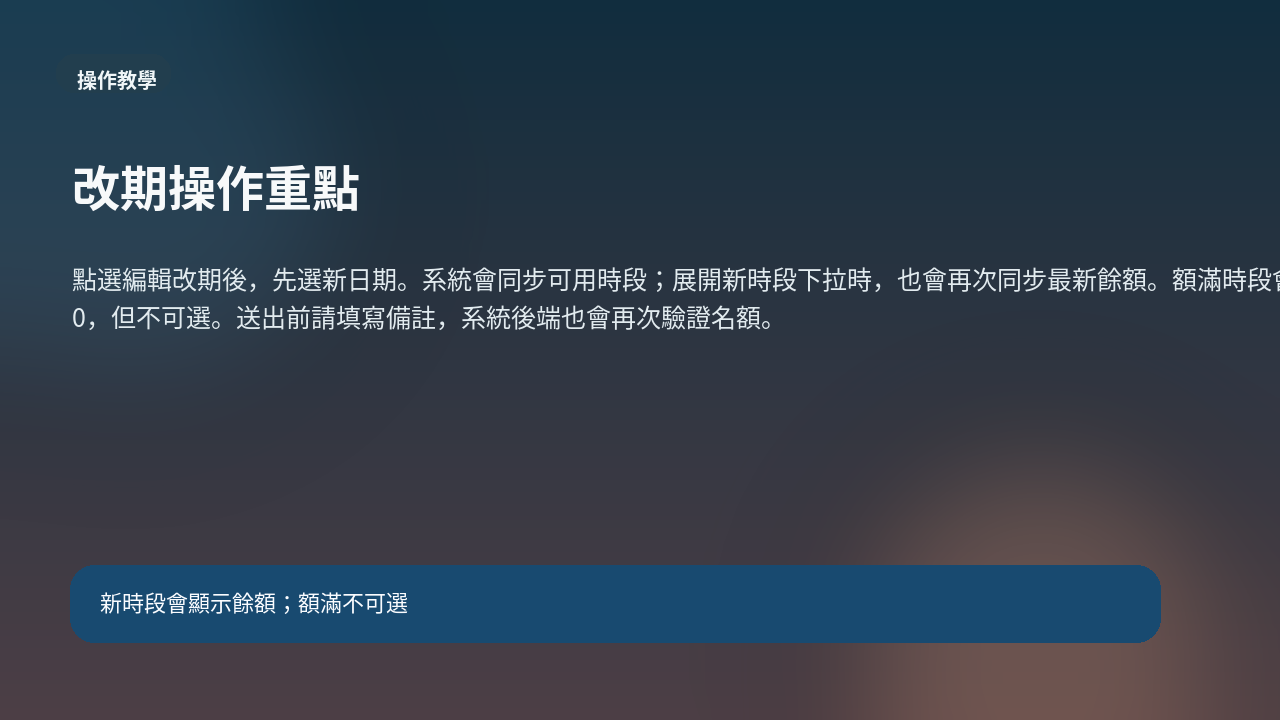 操作教學
改期操作重點
點選編輯改期後，先選新日期。系統會同步可用時段；展開新時段下拉時，也會再次同步最新餘額。額滿時段會
0，但不可選。送出前請填寫備註，系統後端也會再次驗證名額。
新時段會顯示餘額；額滿不可選